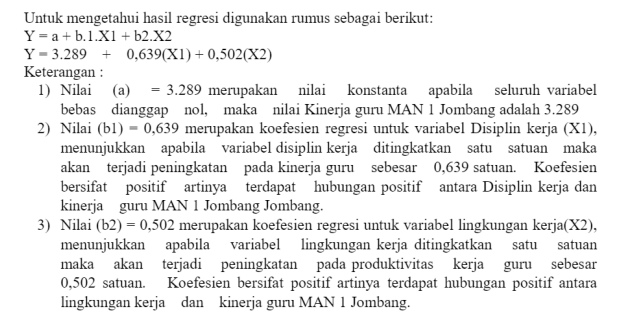 Untuk mengetahui hasil regresi digunakan rumus sebagai berikut:
Y = a + b.1.X1 + b2.X2
Y = 3.289 + 0,639(X1) + 0,502(X2)
Keterangan :
1) Nilai (a) = 3.289 merupakan nilai konstanta apabila seluruh variabel
bebas dianggap nol, maka nilai Kinerja guru MAN 1 Jombang adalah 3.289
2) Nilai (b1) = 0,639 merupakan koefesien regresi untuk variabel Disiplin kerja (X1),
menunjukkan apabila variabel disiplin kerja ditingkatkan satu satuan maka
akan terjadi peningkatan pada kinerja guru sebesar 0,639 satuan. Koefesien
bersifat positif artinya terdapat hubungan positif antara Disiplin kerja dan
kinerja guru MAN 1 Jombang Jombang.
3) Nilai (b2) = 0,502 merupakan koefesien regresi untuk variabel lingkungan kerja(X2),
menunjukkan apabila variabel lingkungan kerja ditingkatkan satu satuan
maka akan terjadi peningkatan pada produktivitas kerja guru sebesar
0,502 satuan. Koefesien bersifat positif artinya terdapat hubungan positif antara
lingkungan kerja dan kinerja guru MAN 1 Jombang.